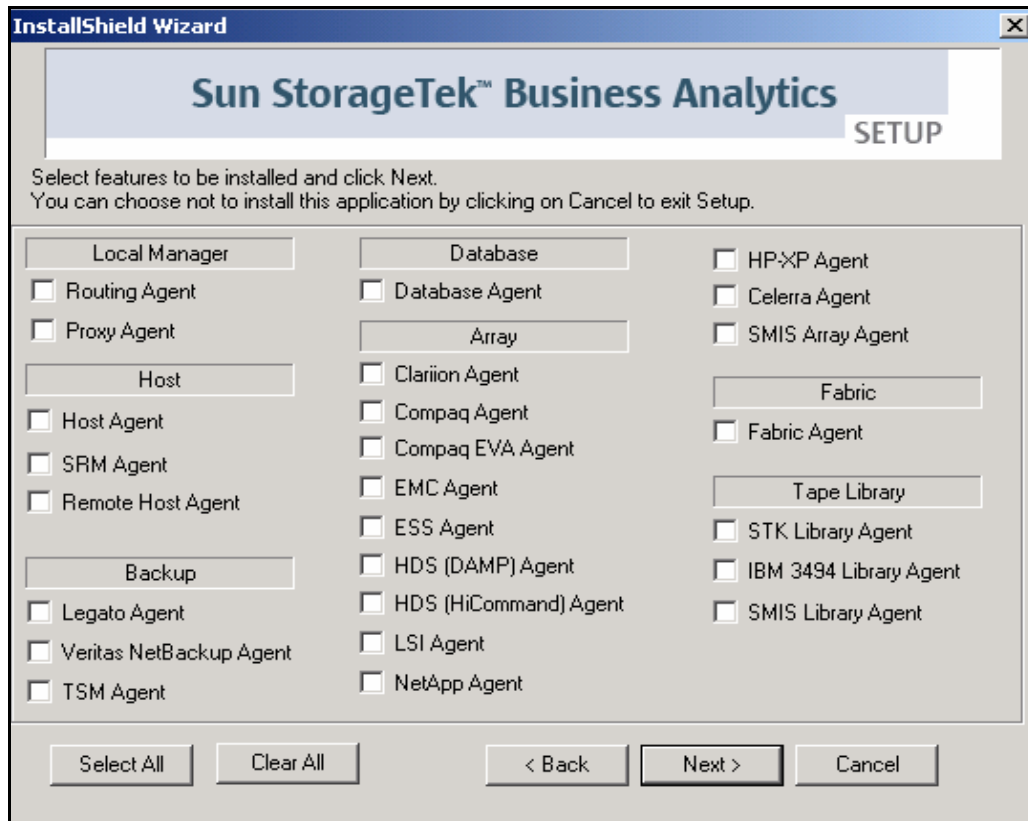 InstallShield Wizard
Sun StorageTek™ Business Analytics
SETUP
Select features to be installed and click Next.
You can choose not to install this application by clicking on Cancel to exit Setup.
Local Manager
Routing Agent
Proxy Agent
Host
Host Agent
SRM Agent
Remote Host Agent
Backup
Legato Agent
Veritas NetBackup Agent
TSM Agent
Database
Database Agent
Array
Clariion Agent
Compaq Agent
Compaq EVA Agent
EMC Agent
ESS Agent
HDS (DAMP) Agent
HDS (HiCommand) Agent
LSI Agent
NetApp Agent
HP-XP Agent
Celerra Agent
SMIS Array Agent
Fabric
Fabric Agent
Tape Library
STK Library Agent
IBM 3494 Library Agent
SMIS Library Agent
Select All
Clear All
< Back
Next >
Cancel